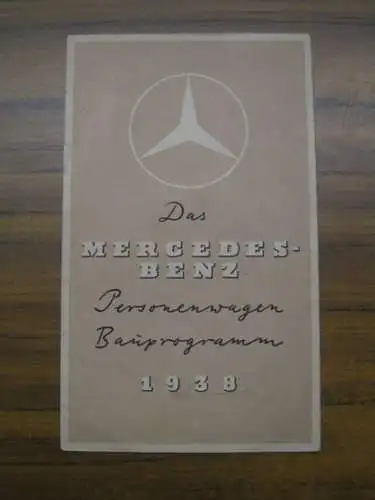 Das
MERCEDES-
BENZ
Personenwagen
Bauprogramm
1938